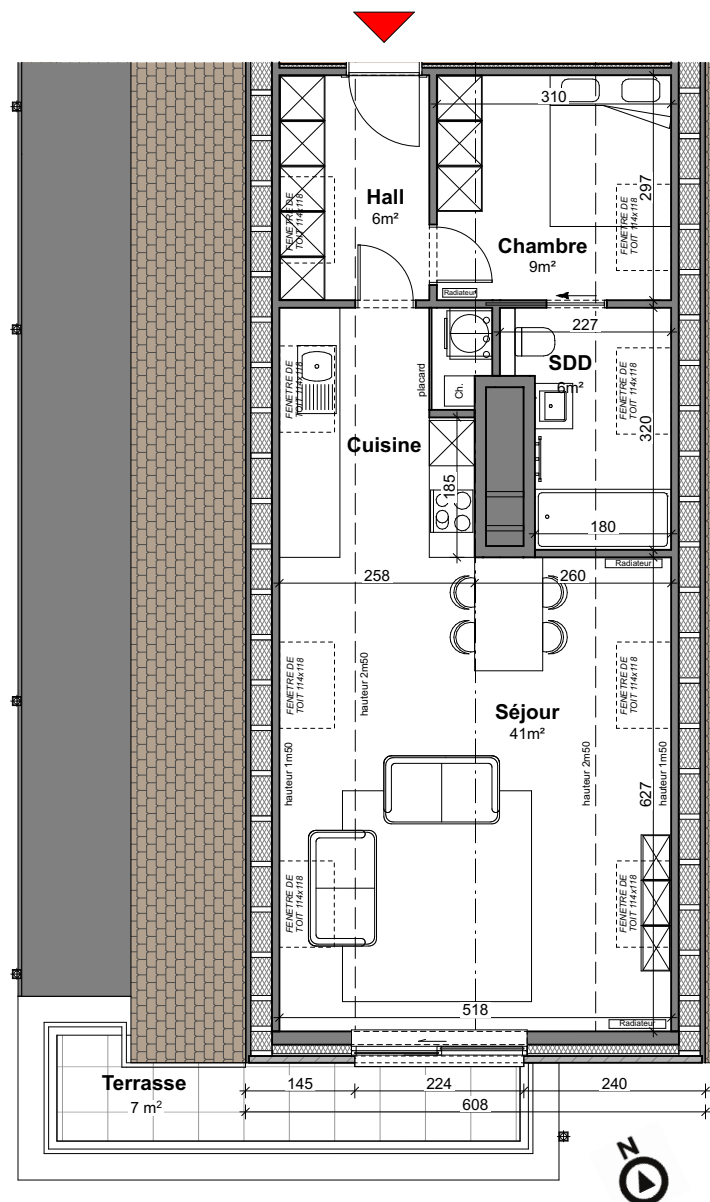 310
Hall
6m²
FENETRE DE
TOIT 114x118
297
FENETRE DE
TOIT 114x118
Chambre
9m²
Radiateur
227
SDD
6m²
FENETRE DE
TOIT 114x118
placard
Ch.
FENETRE DE
TOIT 114x118
320
Cuisine
185
180
Radiateur
258
260
FENETRE DE
TOIT 114x118
hauteur 2m50
Séjour
41m²
FENETRE DE
TOIT 114x118
hauteur 1m50
hauteur 2m50
hauteur 1m50
627
FENETRE DE
TOIT 114x118
FENETRE DE
TOIT 114x118
518
Radiateur
Terrasse
7 m²
145
224
240
608
N